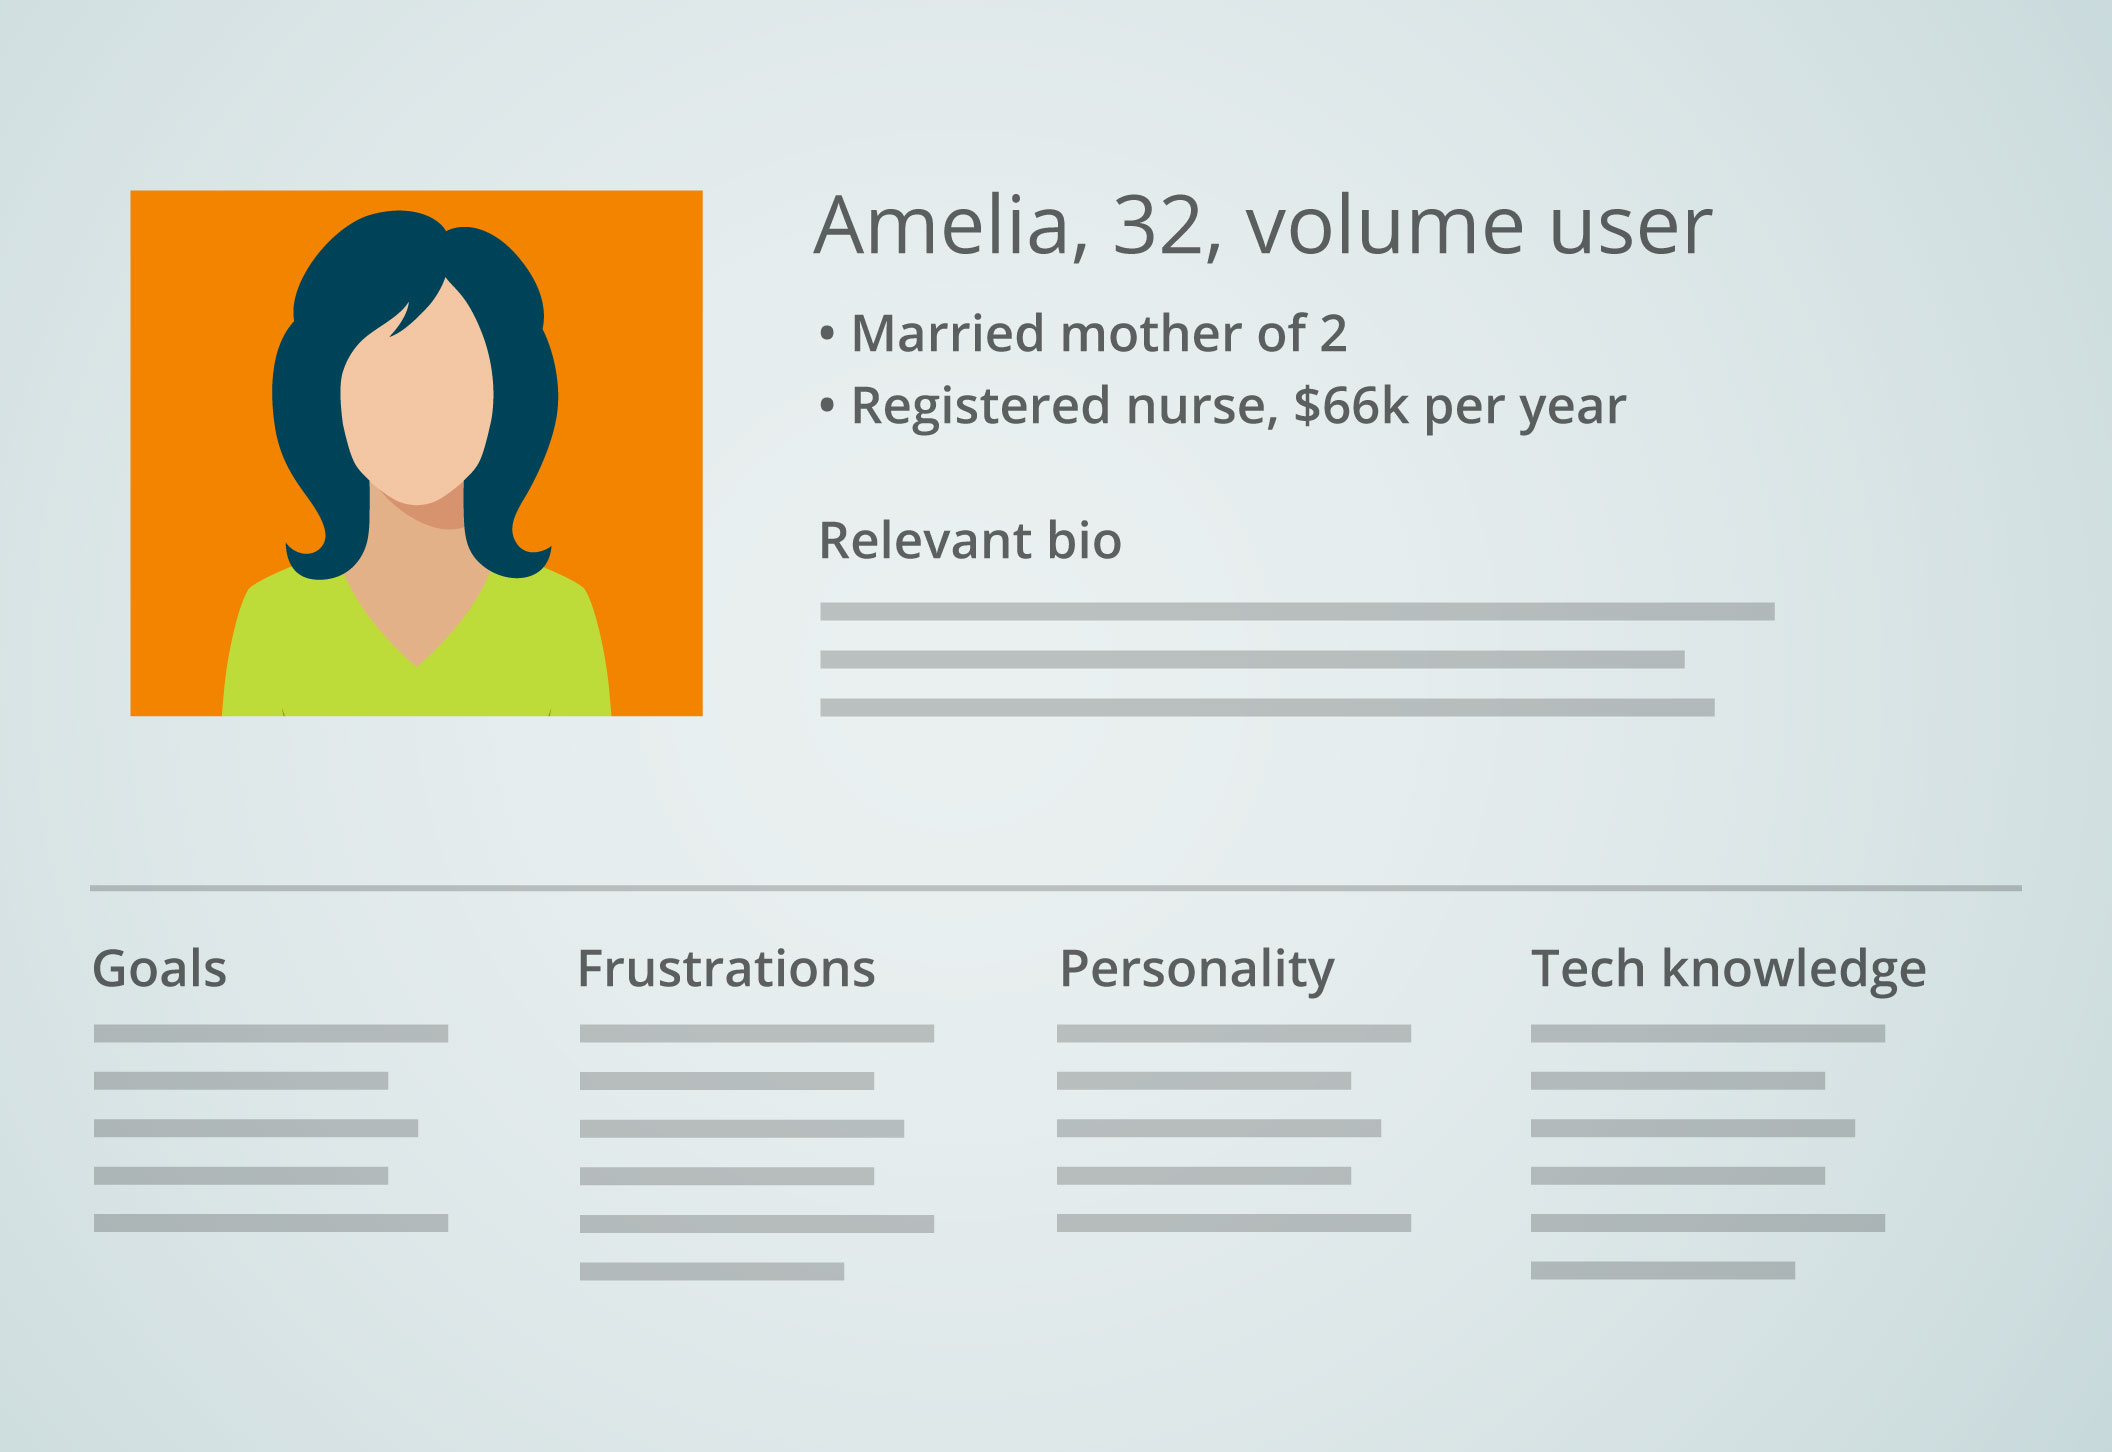 Amelia, 32, volume user
• Married mother of 2
• Registered nurse, $66k per year
Relevant bio
Goals
Frustrations
Personality
Tech knowledge